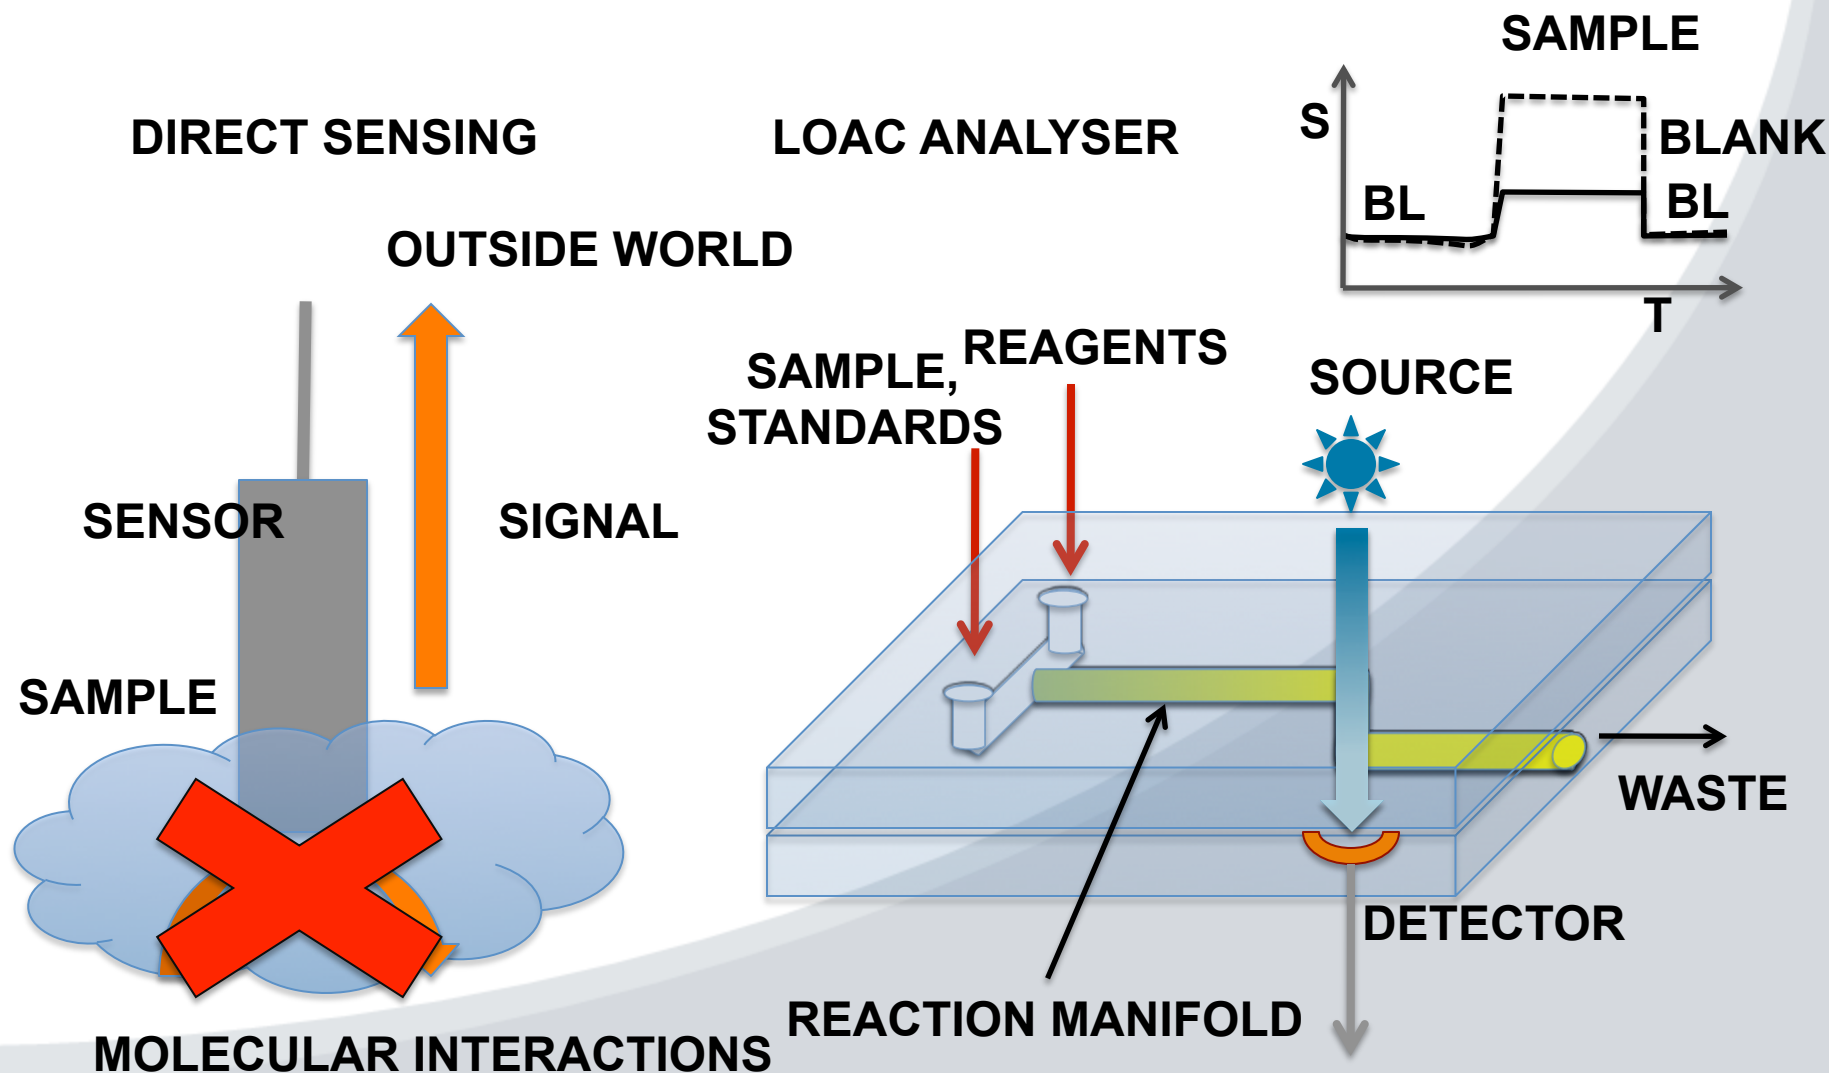 SAMPLE
DIRECT SENSING
LOAC ANALYSER
S
BLANK
BL
BL
OUTSIDE WORLD
T
REAGENTS
SAMPLE,
STANDARDS
SOURCE
SENSOR
SIGNAL
SAMPLE
WASTE
DETECTOR
REACTION MANIFOLD
MOLECULAR INTERACTIONS